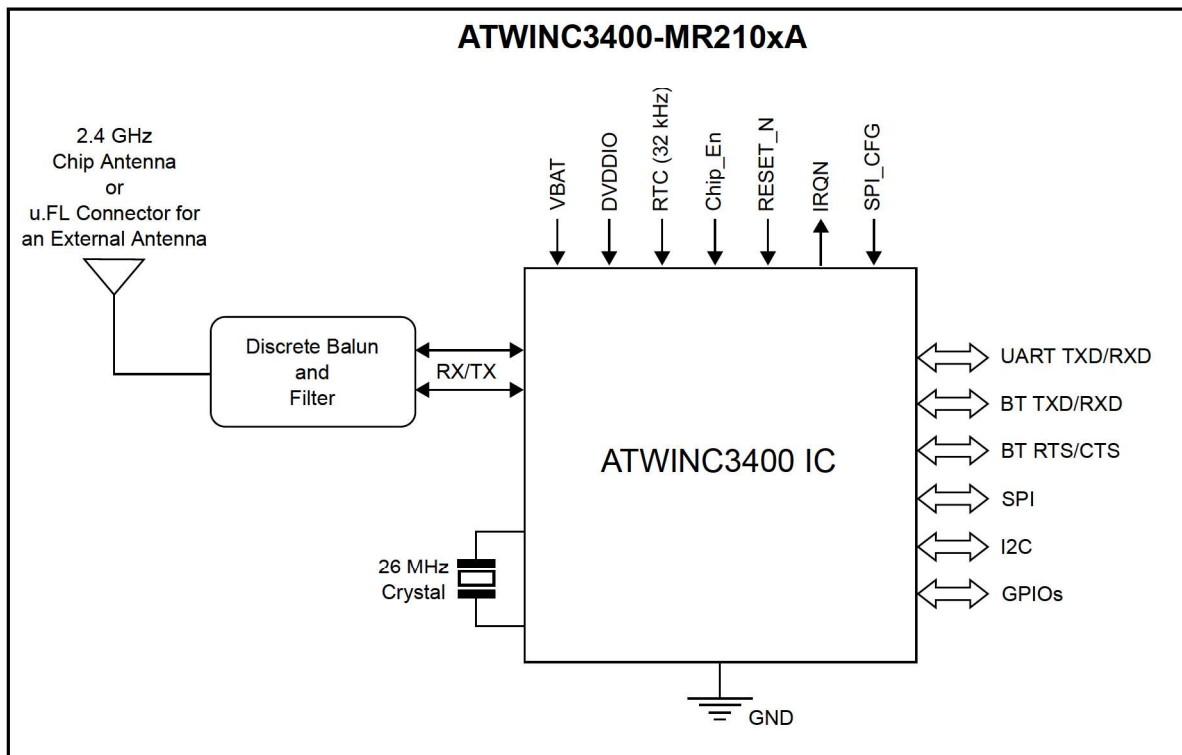 ATWINC3400-MR210xA
2.4 GHz
Chip Antenna
or
u.FL Connector for
an External Antenna
VBAT
DVDDIO
RTC (32 kHz)
Chip_En
RESET_N
IRQN
SPI_CFG
Discrete Balun
and
Filter
RX/TX
ATWINC3400 IC
UART TXD/RXD
BT TXD/RXD
BT RTS/CTS
SPI
I2C
GPIOs
26 MHz
Crystal
GND